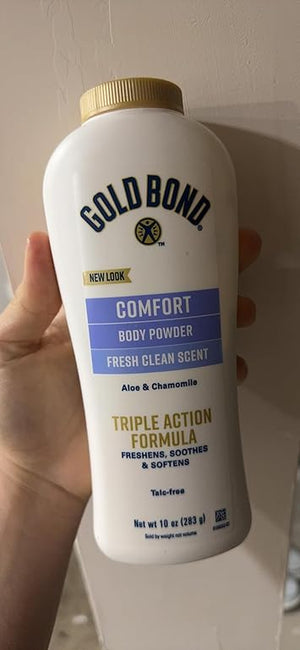 GOLD BOND®
™
NEW LOOK
COMFORT
BODY POWDER
FRESH CLEAN SCENT
Aloe & Chamomile
TRIPLE ACTION
FORMULA
FRESHENS, SOOTHES
& SOFTENS
Talc-free
Net wt 10 oz (283 g)
Sold by weight not volume